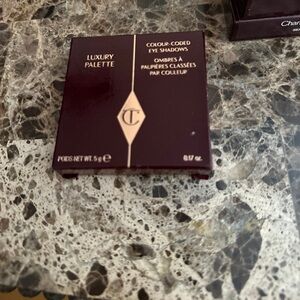 LUXURY
PALETTE
COLOUR-CODED
EYE SHADOWS
OMBRES À
PAUPIÈRES CLASSÉES
PAR COULEUR
CT
POIDS NET WT. 5 g ℮
0.17 oz.
Char